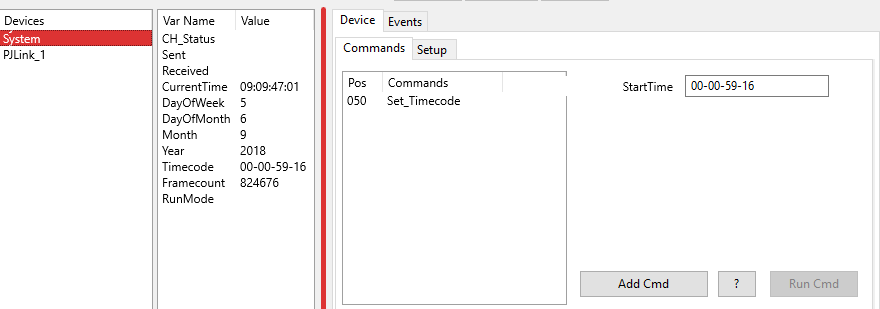 Devices
System
PJLink_1
Var Name Value
CH_Status
Sent
Received
CurrentTime 09:09:47:01
DayOfWeek 5
DayOfMonth 6
Month 9
Year 2018
Timecode 00-00-59-16
Framecount 824676
RunMode
Device Events
Commands Setup
Pos Commands
050 Set_Timecode
StartTime 00-00-59-16
Add Cmd ? Run Cmd